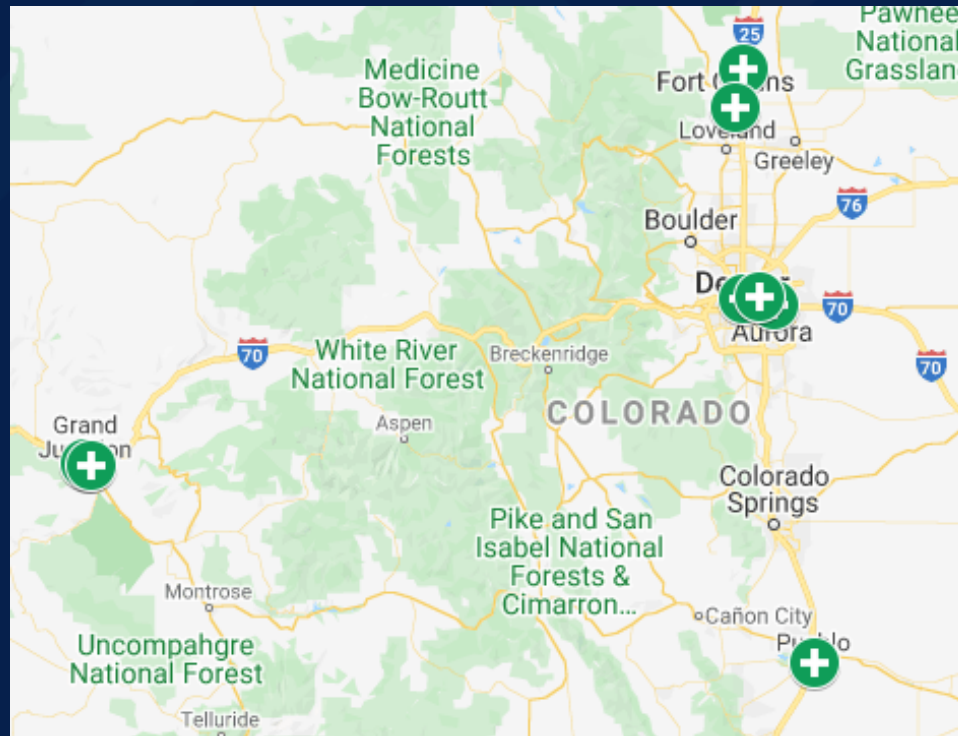 Pawnee
National
Grasslan
25
Medicine
Bow-Routt
National
Forests
Fort
Loveland
Greeley
76
Boulder
70
Aurora
70
White River
National Forest
Breckenridge
70
COLORADO
Grand
Aspen
Colorado
Springs
Pike and San
Isabel National
Forests &
Cimarron...
Montrose
Cañon City
Uncompahgre
National Forest
Telluride